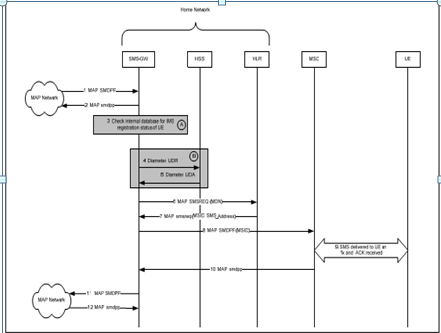 Home Network
SMS-GW
HSS
HLR
MSC
UE
1 MAP SMDPP
MAP Network
2 MAP smdpp
3 Check internal database for IMS
registration status of UE
A
B
4 Diameter UDR
5 Diameter UDA
6 MAP SMSREQ (MDN)
7 MAP smsreq(MSID SMS_Address)
8 MAP SMDPP(MSID)
9 SMS delivered to UE
and ACK received
10 MAP smdpp
MAP Network
11 MAP SMDPP
12 MAP smdpp